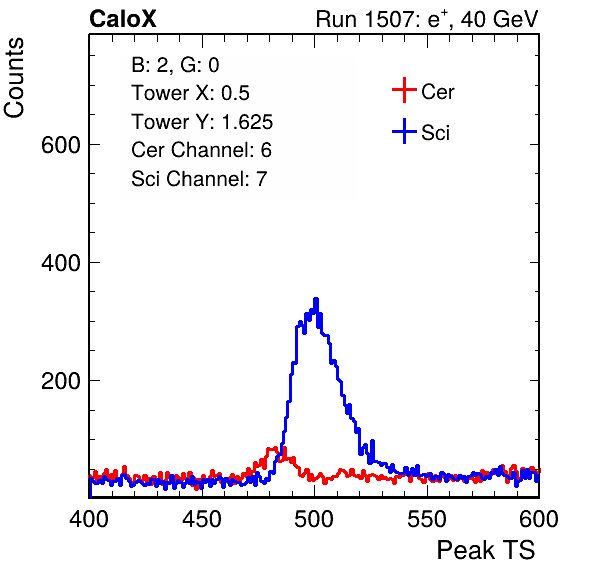 CaloX Run 1507: e⁺, 40 GeV
Counts
B: 2, G: 0
Tower X: 0.5
Tower Y: 1.625
Cer Channel: 6
Sci Channel: 7
Cer
Sci
600
400
200
400 450 500 550 600
Peak TS